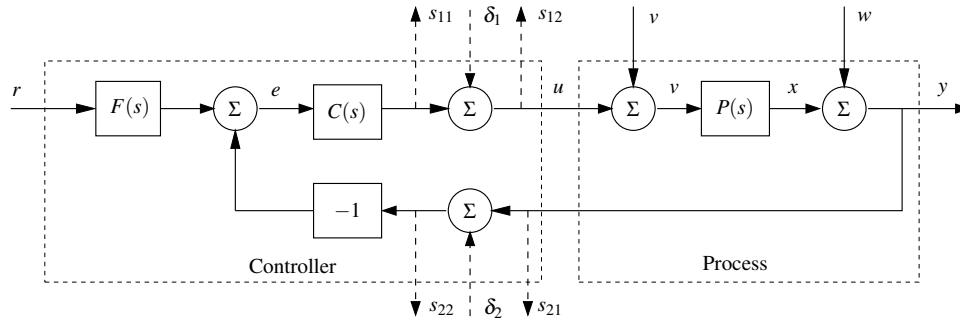 s₁₁ δ₁ s₁₂ v w
r F(s) Σ e C(s) Σ u Σ v P(s) x Σ y
−1 Σ
Controller Process
s₂₂ δ₂ s₂₁